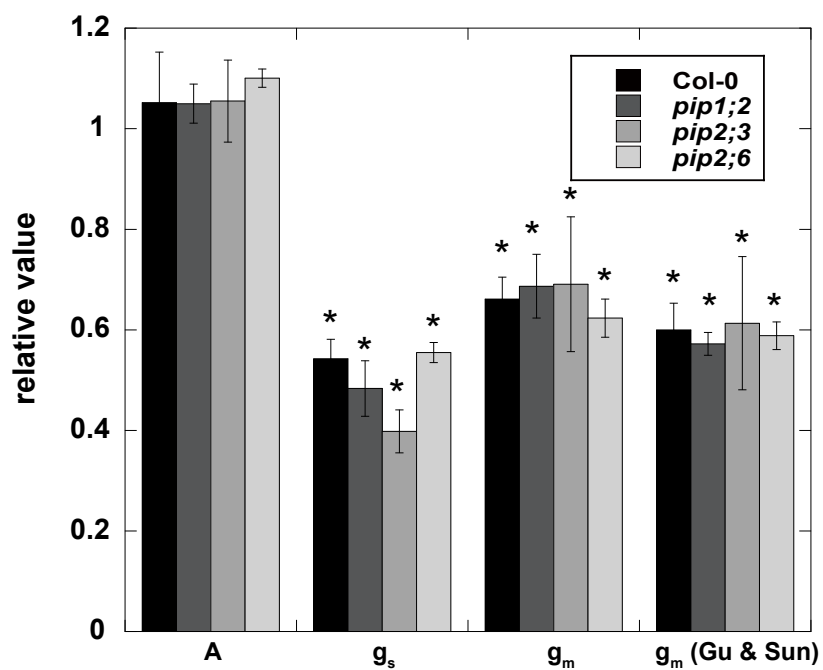 1.2
1
0.8
0.6
0.4
0.2
0
relative value
Col-0
pip1;2
pip2;3
pip2;6
* * * *
* * * *
* * * *
A gs gm gm (Gu & Sun)